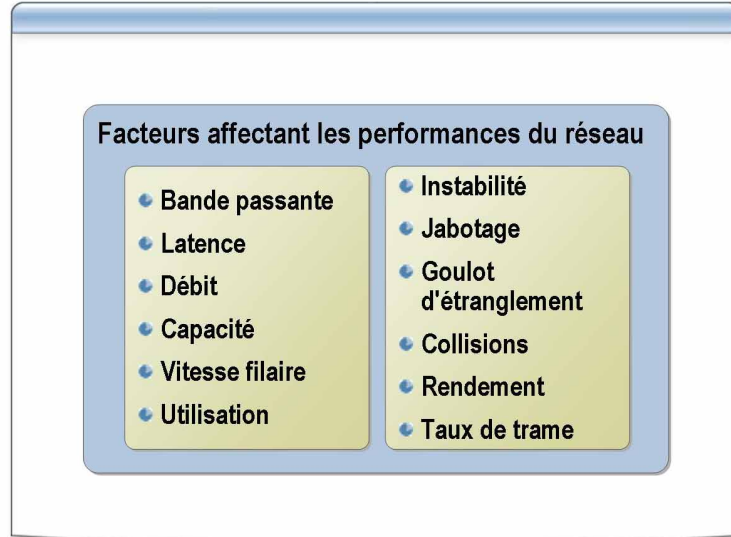 Facteurs affectant les performances du réseau
Bande passante
Latence
Débit
Capacité
Vitesse filaire
Utilisation
Instabilité
Jabotage
Goulot
d'étranglement
Collisions
Rendement
Taux de trame